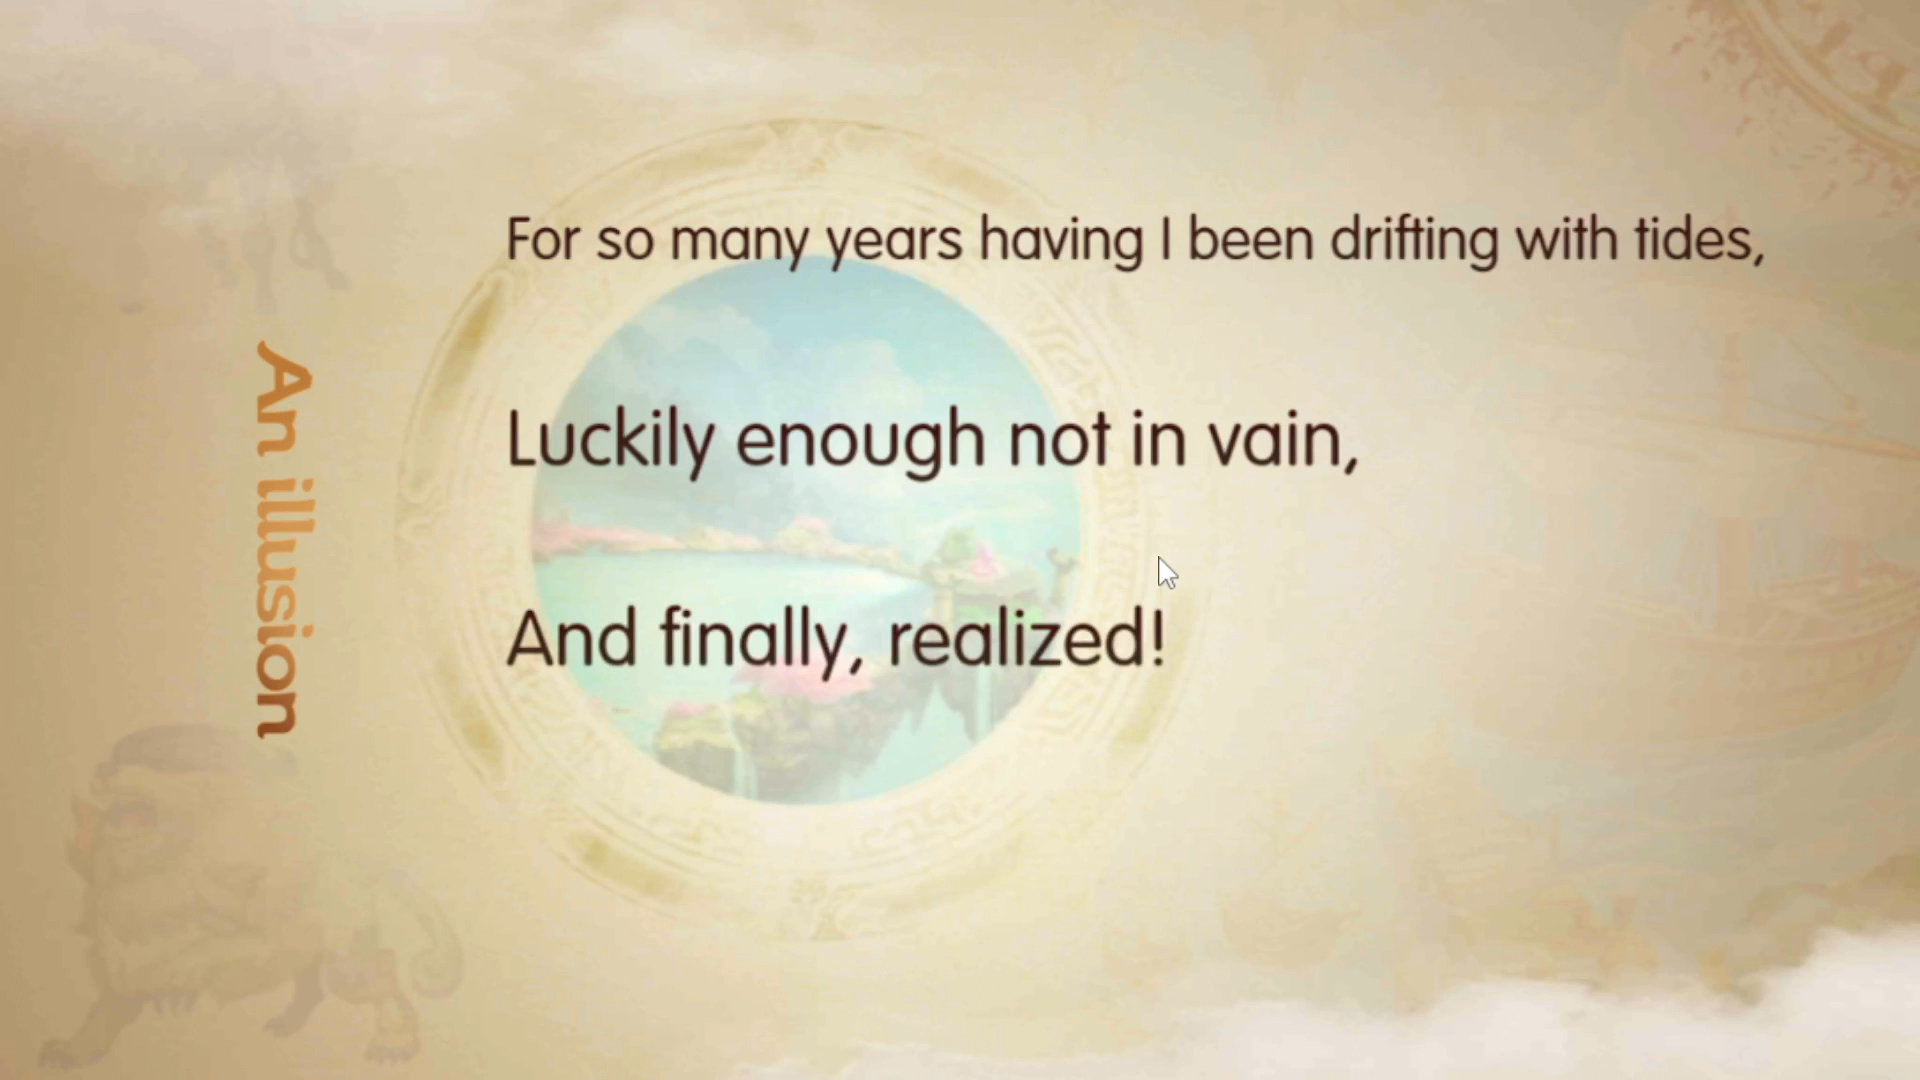 An illusion
For so many years having I been drifting with tides,
Luckily enough not in vain,
And finally, realized!